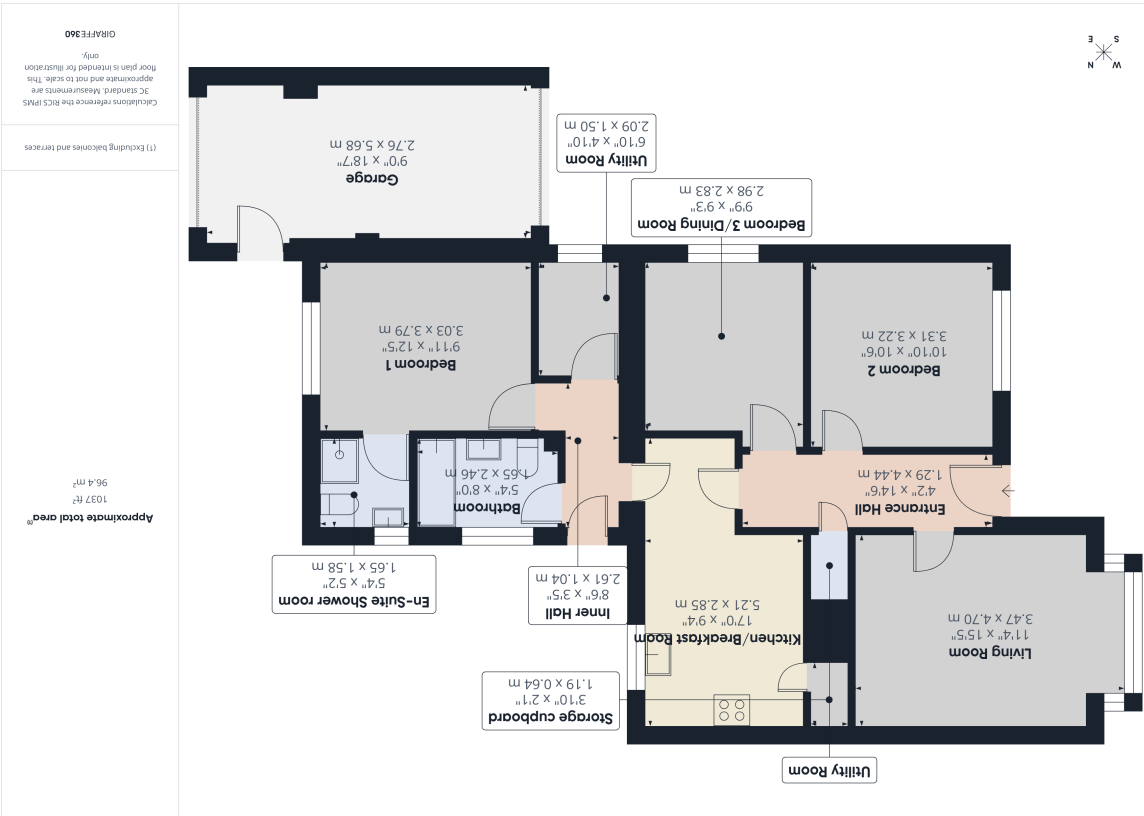 Utility Room
Storage cupboard
3'10" x 2'1"
1.19 x 0.64 m
Living Room
11'4" x 15'5"
3.47 x 4.70 m
Kitchen/Breakfast Room
17'0" x 9'4"
5.21 x 2.85 m
Inner Hall
8'6" x 3'5"
2.61 x 1.04 m
En-Suite Shower room
5'4" x 5'2"
1.65 x 1.58 m
Entrance Hall
4'2" x 14'6"
1.29 x 4.44 m
Bathroom
5'4" x 8'0"
1.65 x 2.46 m
Bedroom 2
10'10" x 10'6"
3.31 x 3.22 m
Bedroom 1
9'11" x 12'5"
3.03 x 3.79 m
Bedroom 3/Dining Room
9'9" x 9'3"
2.98 x 2.83 m
Utility Room
6'10" x 4'10"
2.09 x 1.50 m
Garage
9'0" x 18'7"
2.76 x 5.68 m
W N
S E
Approximate total area(1)
1037 ft²
96.4 m²
(1) Excluding balconies and terraces
Calculations reference the RICS IPMS
3C standard. Measurements are
approximate and not to scale. This
floor plan is intended for illustration
only.
GIRAFFE360